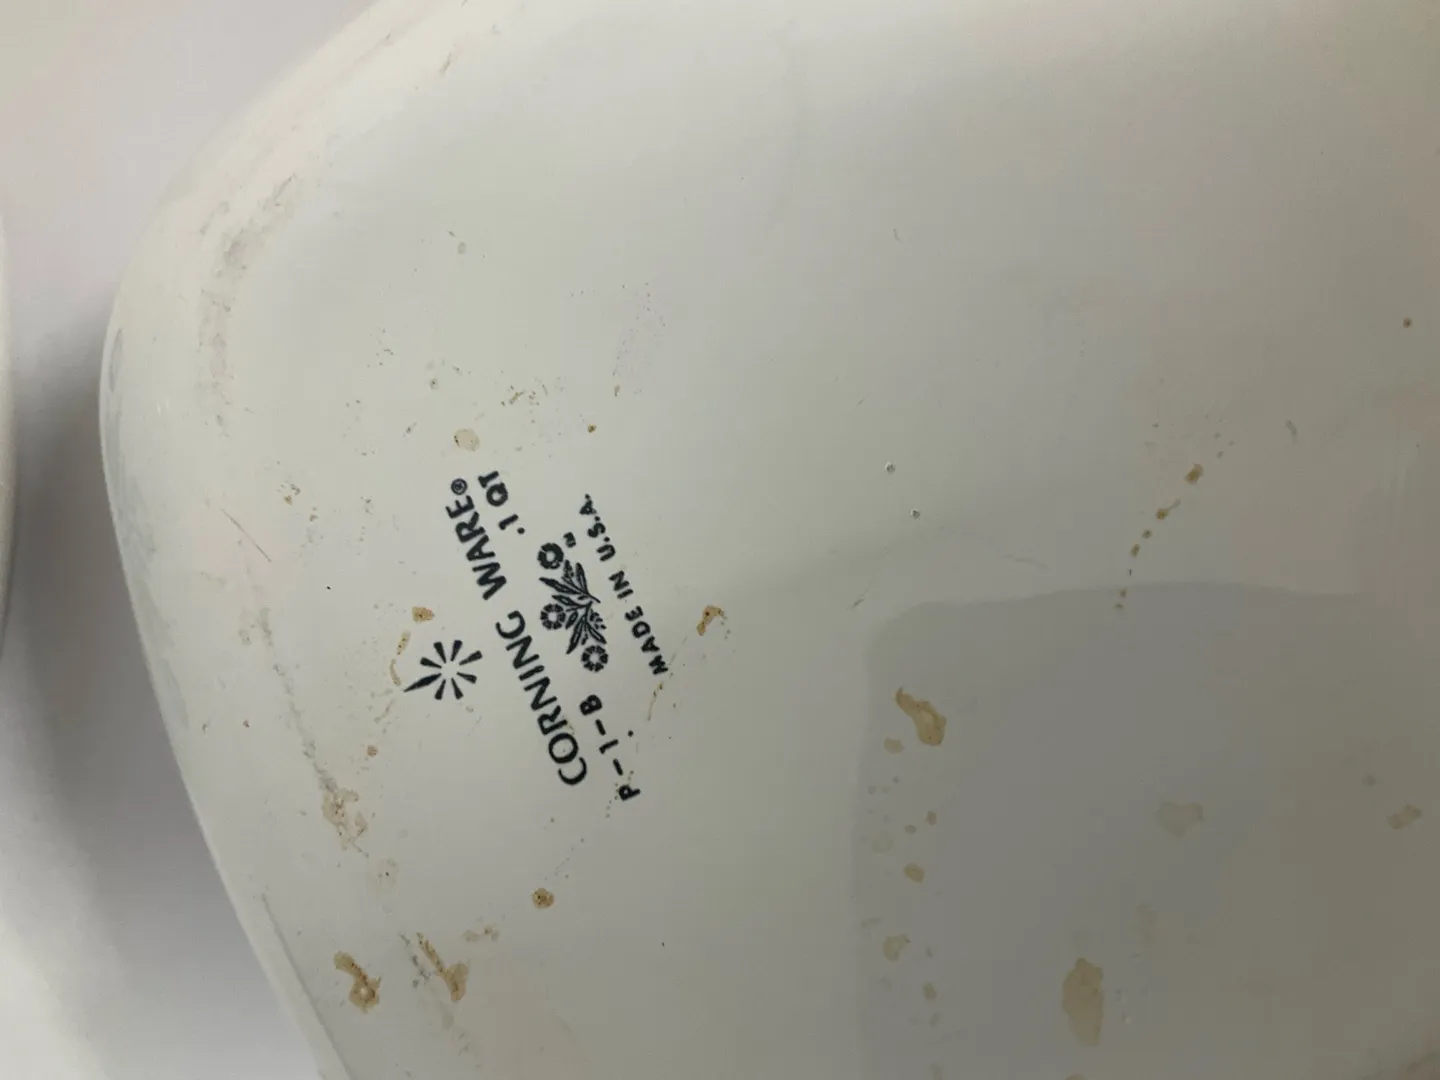 CORNING WARE®
P-1-B .1 QT
MADE IN U.S.A.